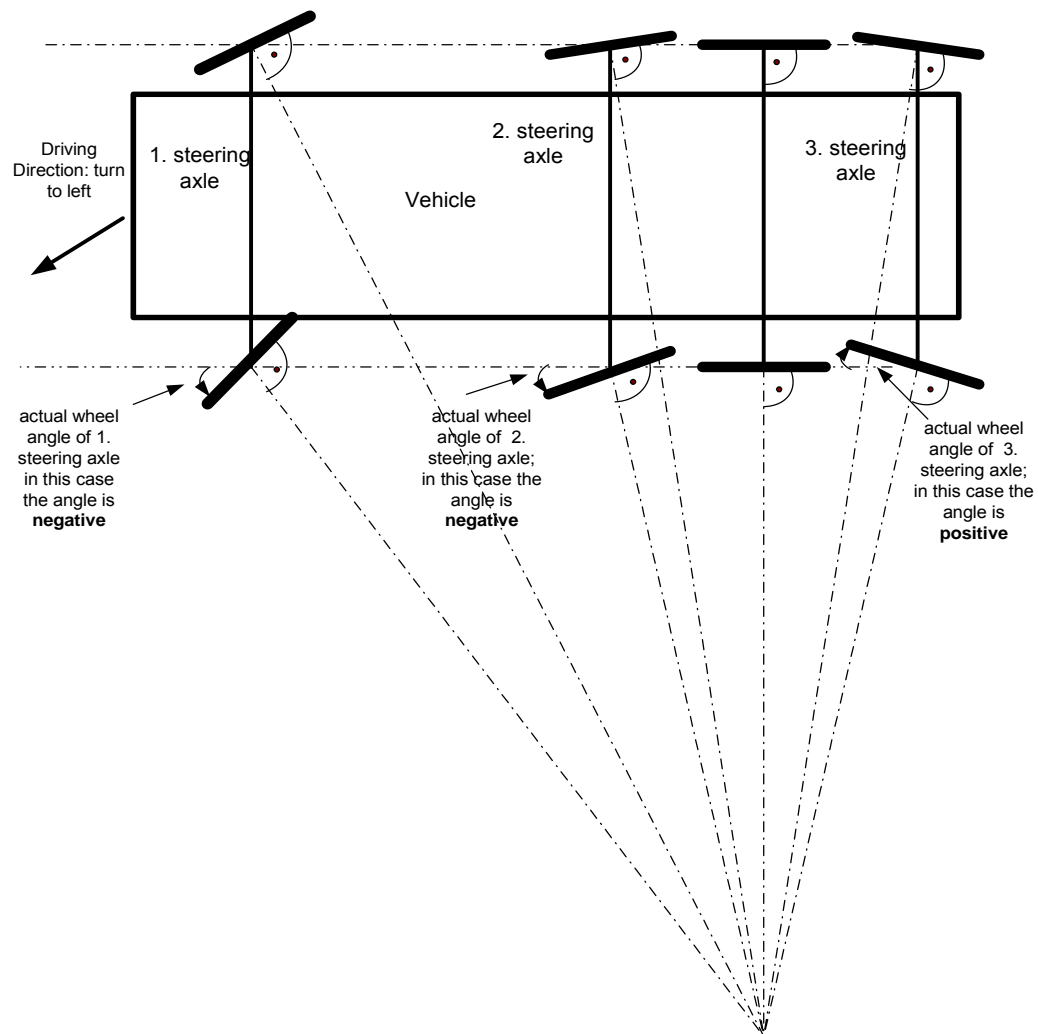 Driving
Direction: turn
to left
1. steering
axle
Vehicle
2. steering
axle
3. steering
axle
actual wheel
angle of 1.
steering axle
in this case
the angle is
negative
actual wheel
angle of 2.
steering axle;
in this case the
angle is
negative
actual wheel
angle of 3.
steering axle;
in this case the
angle is
positive